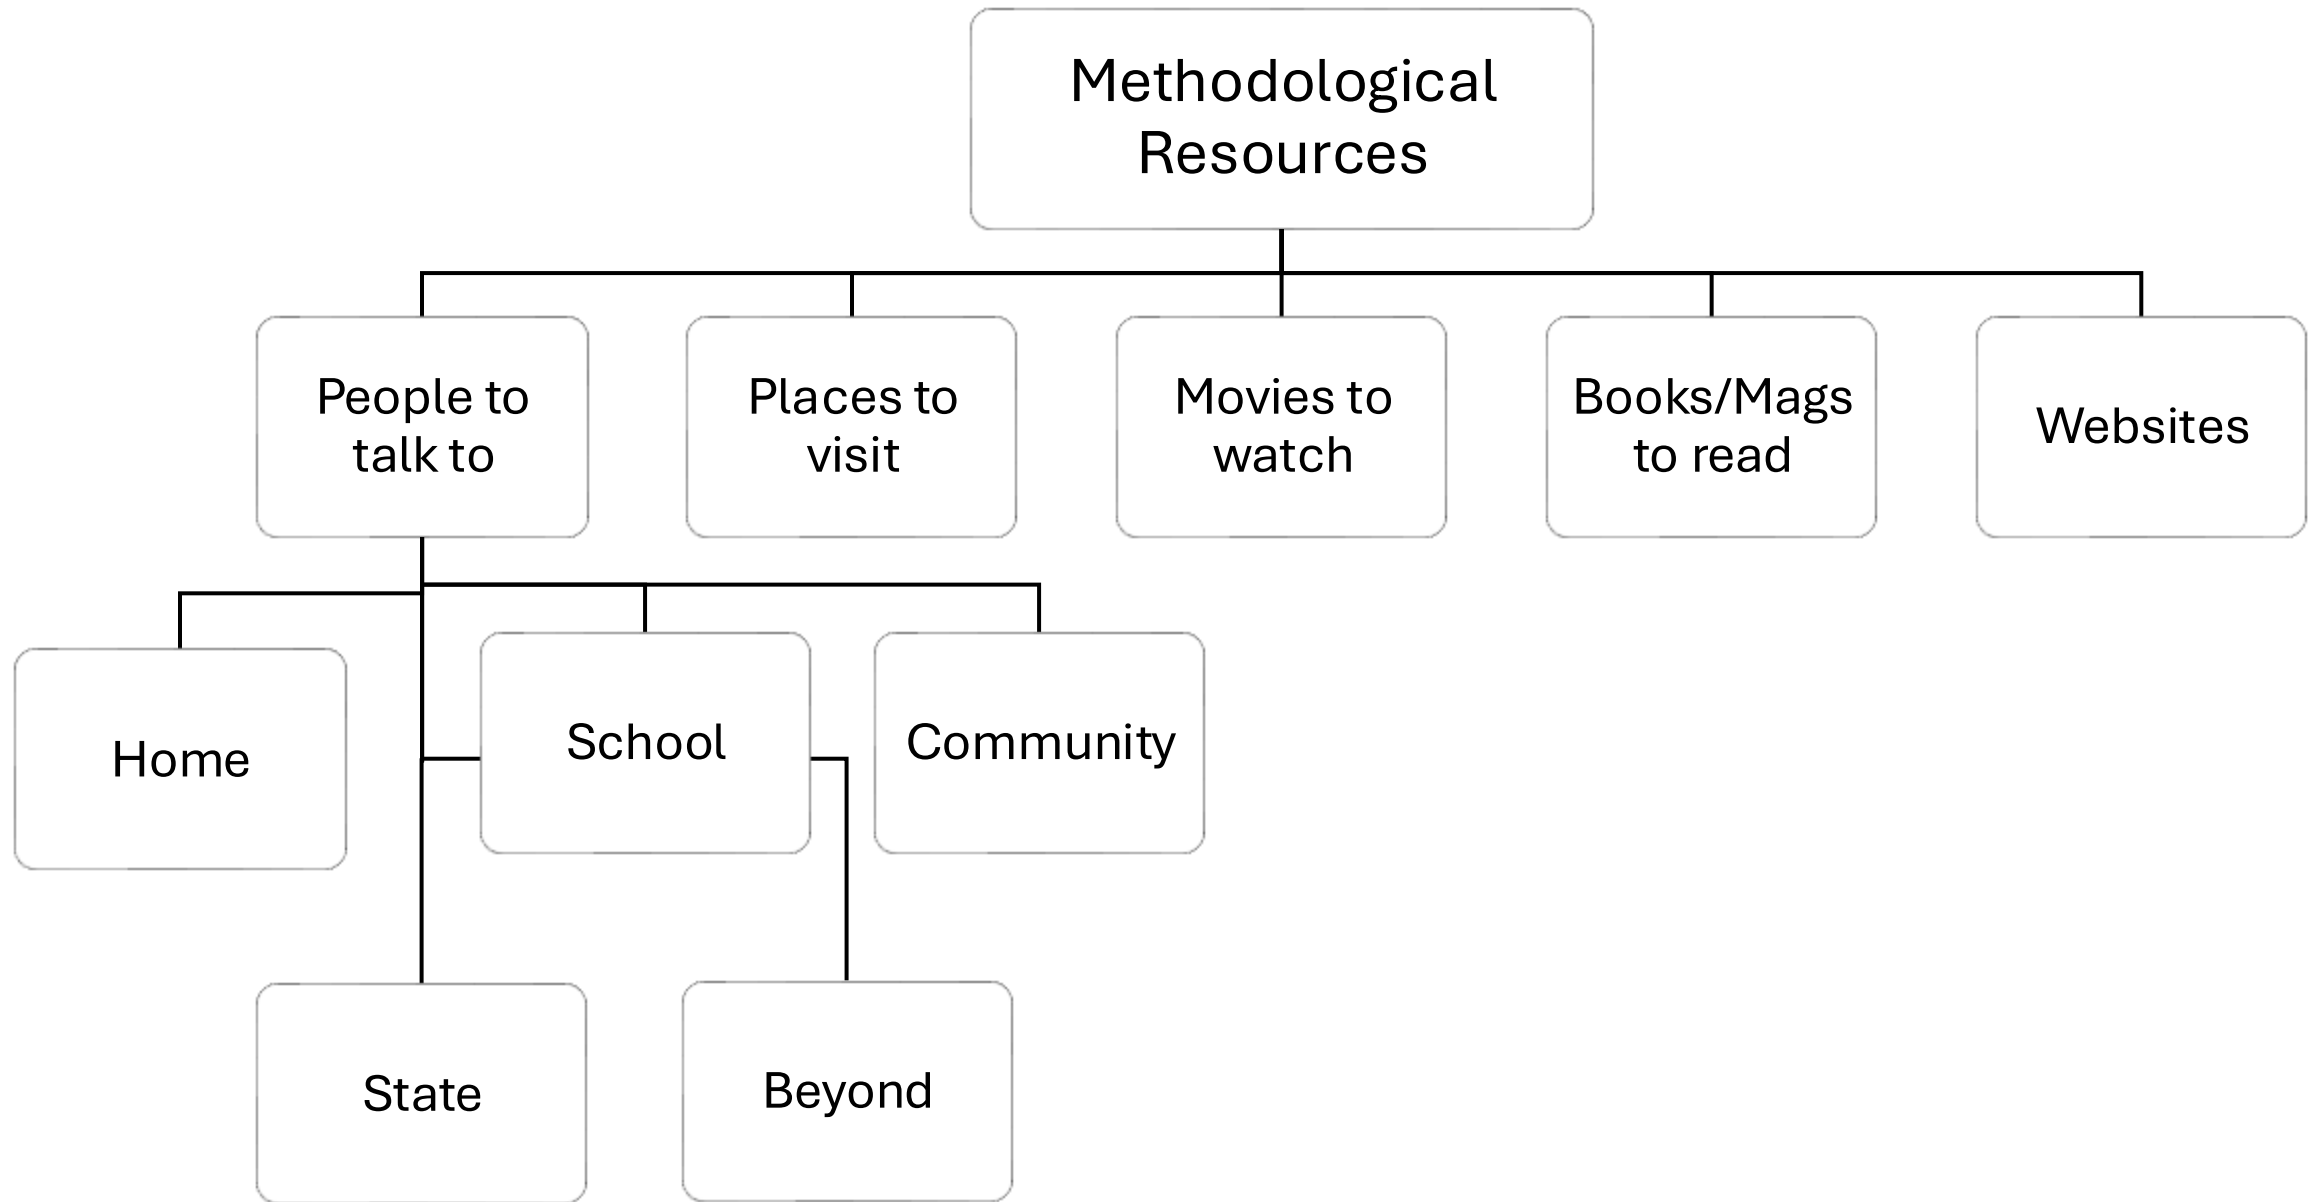 Methodological
Resources
People to
talk to
Places to
visit
Movies to
watch
Books/Mags
to read
Websites
Home
School
Community
State
Beyond